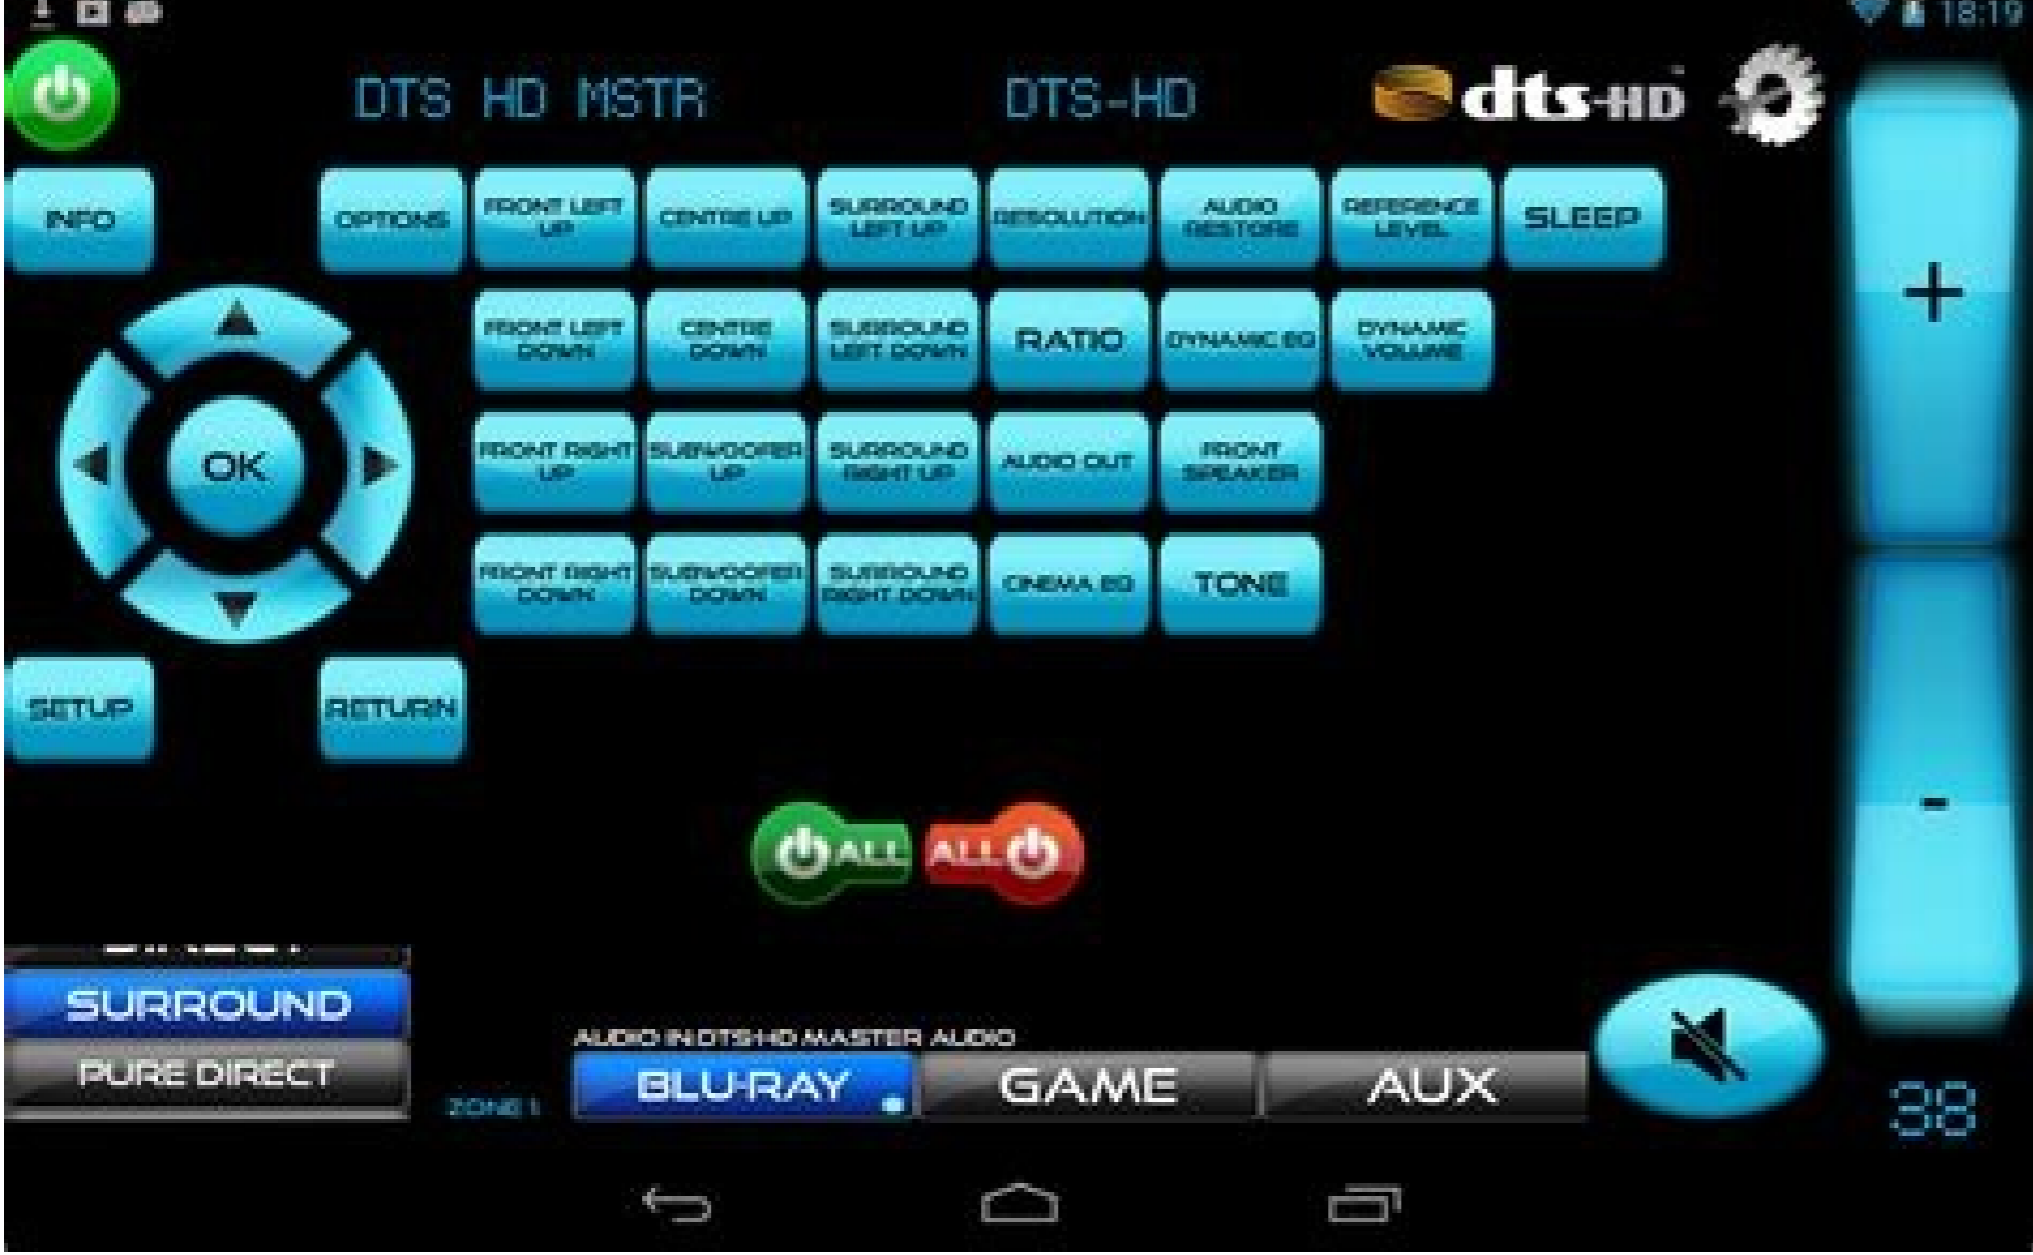 18:19
DTS HD MSTR
DTS-HD
dts-HD
INFO
OPTIONS
FRONT LEFT
UP
CENTRE UP
SURROUND
LEFT UP
RESOLUTION
AUDIO
RESTORE
REFERENCE
LEVEL
SLEEP
FRONT LEFT
DOWN
CENTRE
DOWN
SURROUND
LEFT DOWN
RATIO
DYNAMIC EQ
DYNAMIC
VOLUME
+
OK
FRONT RIGHT
UP
SUBWOOFER
UP
SURROUND
RIGHT UP
AUDIO OUT
FRONT
SPEAKER
FRONT RIGHT
DOWN
SUBWOOFER
DOWN
SURROUND
RIGHT DOWN
CINEMA EQ
TONE
SETUP
RETURN
-
ALL
ALL
DIRECT
SURROUND
PURE DIRECT
ZONE 1
AUDIO IN:DTS-HD MASTER AUDIO
BLU-RAY
GAME
AUX
38